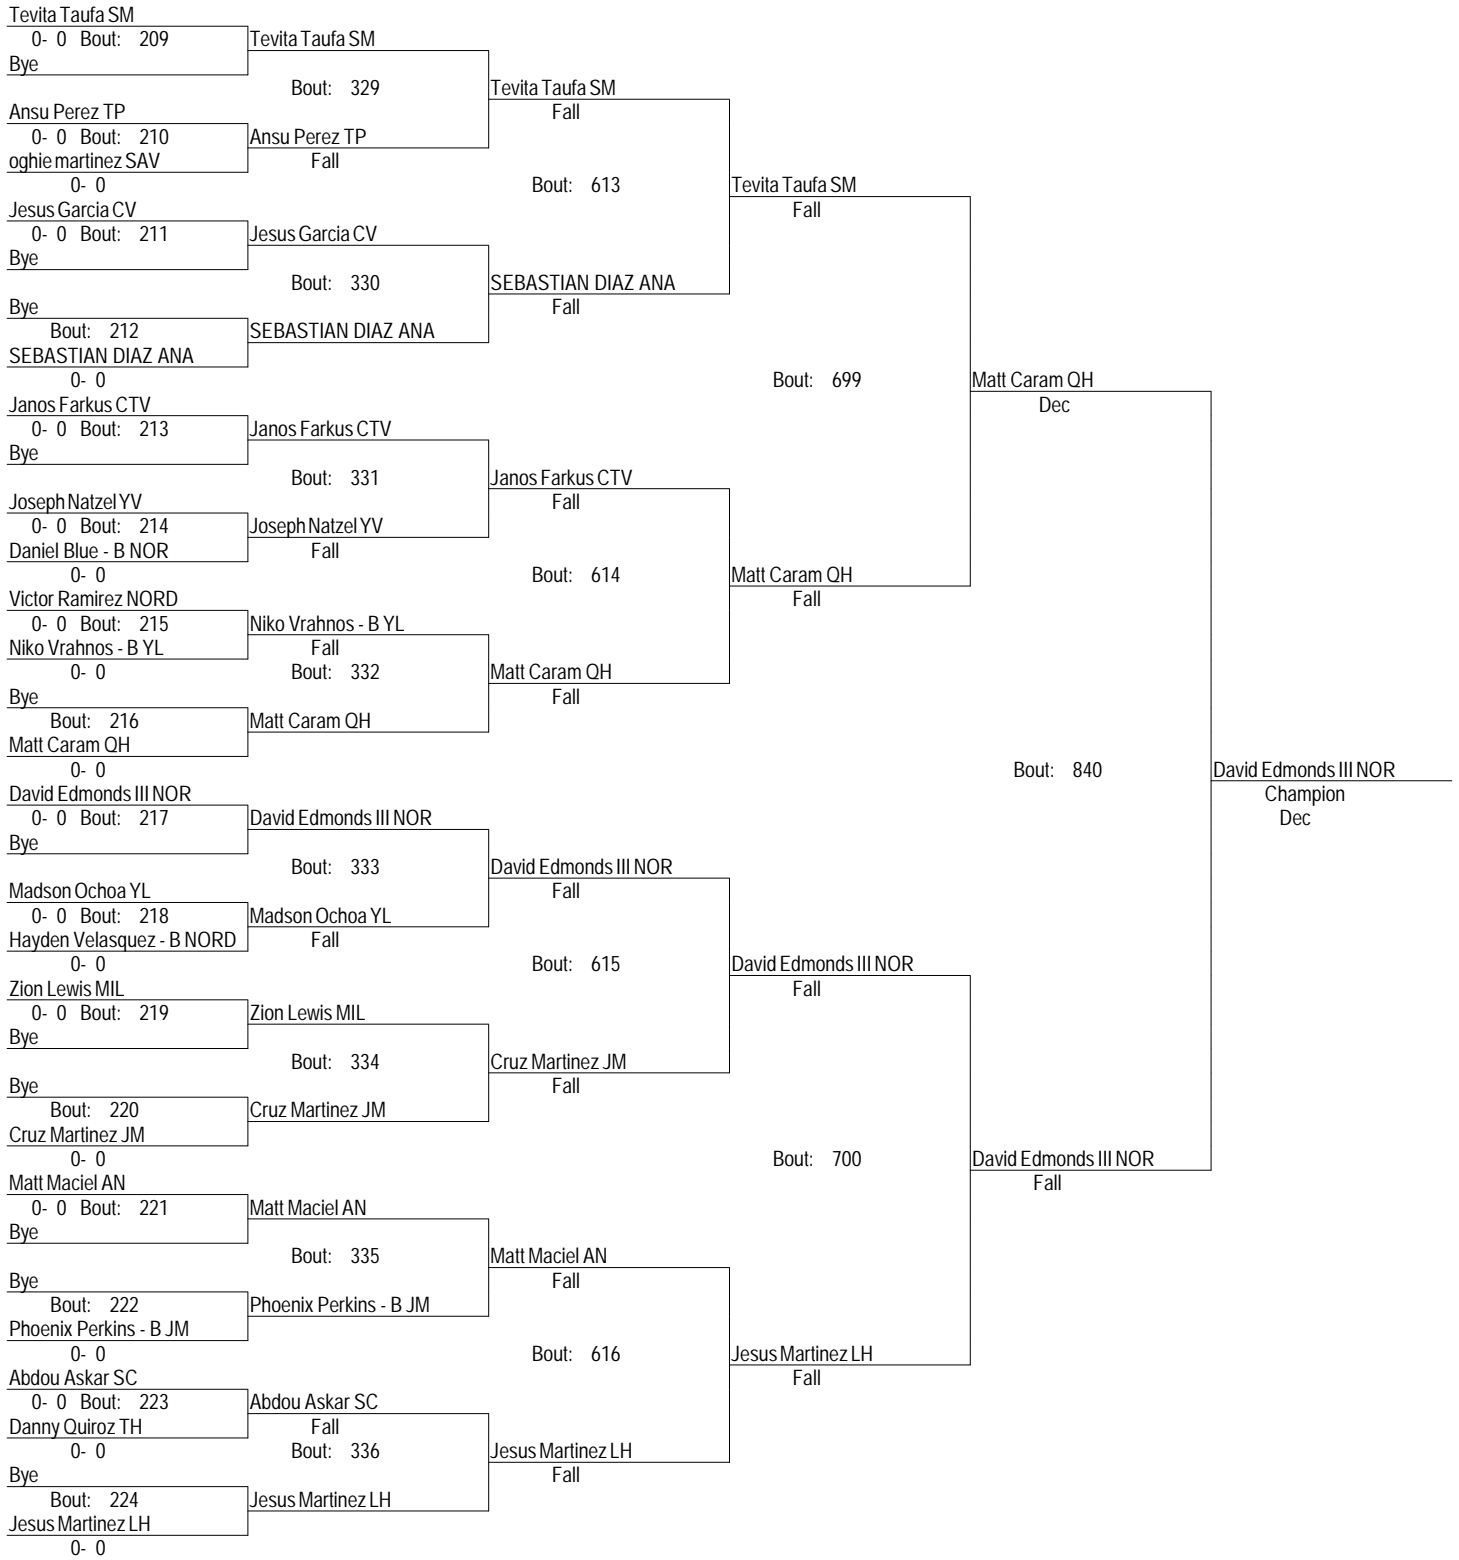 Tevita Taufa SM
0- 0 Bout: 209 Tevita Taufa SM
Bye
Bout: 329 Tevita Taufa SM
Ansu Perez TP Fall
0- 0 Bout: 210 Ansu Perez TP
oghie martinez SAV Fall
0- 0 Bout: 613 Tevita Taufa SM
Jesus Garcia CV Fall
0- 0 Bout: 211 Jesus Garcia CV
Bye
Bout: 330 SEBASTIAN DIAZ ANA
Bye Fall
Bout: 212 SEBASTIAN DIAZ ANA
SEBASTIAN DIAZ ANA
0- 0 Bout: 699 Matt Caram QH
Janos Farkus CTV Dec
0- 0 Bout: 213 Janos Farkus CTV
Bye
Bout: 331 Janos Farkus CTV
Joseph Natzel YV Fall
0- 0 Bout: 214 Joseph Natzel YV
Daniel Blue - B NOR Fall
0- 0 Bout: 614 Matt Caram QH
Victor Ramirez NORD Fall
0- 0 Bout: 215 Niko Vrahnos - B YL
Niko Vrahnos - B YL Fall
0- 0 Bout: 332 Matt Caram QH
Bye Fall
Bout: 216 Matt Caram QH
Matt Caram QH
0- 0 Bout: 840 David Edmonds III NOR
David Edmonds III NOR Champion
0- 0 Bout: 217 David Edmonds III NOR Dec
Bye
Bout: 333 David Edmonds III NOR
Madson Ochoa YL Fall
0- 0 Bout: 218 Madson Ochoa YL
Hayden Velasquez - B NORD Fall
0- 0 Bout: 615 David Edmonds III NOR
Zion Lewis MIL Fall
0- 0 Bout: 219 Zion Lewis MIL
Bye
Bout: 334 Cruz Martinez JM
Bye Fall
Bout: 220 Cruz Martinez JM
Cruz Martinez JM
0- 0 Bout: 700 David Edmonds III NOR
Matt Maciel AN Fall
0- 0 Bout: 221 Matt Maciel AN
Bye
Bout: 335 Matt Maciel AN
Bye Fall
Bout: 222 Phoenix Perkins - B JM
Phoenix Perkins - B JM
0- 0 Bout: 616 Jesus Martinez LH
Abdou Askar SC Fall
0- 0 Bout: 223 Abdou Askar SC
Danny Quiroz TH Fall
0- 0 Bout: 336 Jesus Martinez LH
Bye Fall
Bout: 224 Jesus Martinez LH
Jesus Martinez LH
0- 0